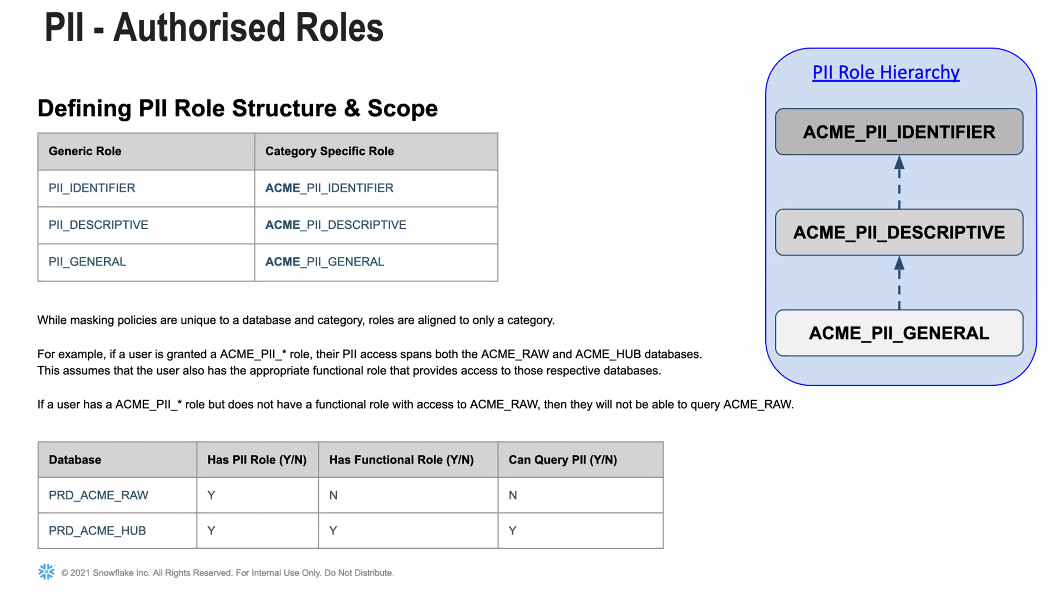 PII - Authorised Roles
PII Role Hierarchy
ACME_PII_IDENTIFIER
ACME_PII_DESCRIPTIVE
ACME_PII_GENERAL
Defining PII Role Structure & Scope
Generic Role Category Specific Role
PII_IDENTIFIER ACME_PII_IDENTIFIER
PII_DESCRIPTIVE ACME_PII_DESCRIPTIVE
PII_GENERAL ACME_PII_GENERAL
While masking policies are unique to a database and category, roles are aligned to only a category.
For example, if a user is granted a ACME_PII_* role, their PII access spans both the ACME_RAW and ACME_HUB databases.
This assumes that the user also has the appropriate functional role that provides access to those respective databases.
If a user has a ACME_PII_* role but does not have a functional role with access to ACME_RAW, then they will not be able to query ACME_RAW.
Database Has PII Role (Y/N) Has Functional Role (Y/N) Can Query PII (Y/N)
PRD_ACME_RAW Y N N
PRD_ACME_HUB Y Y Y
© 2021 Snowflake Inc. All Rights Reserved. For Internal Use Only. Do Not Distribute.